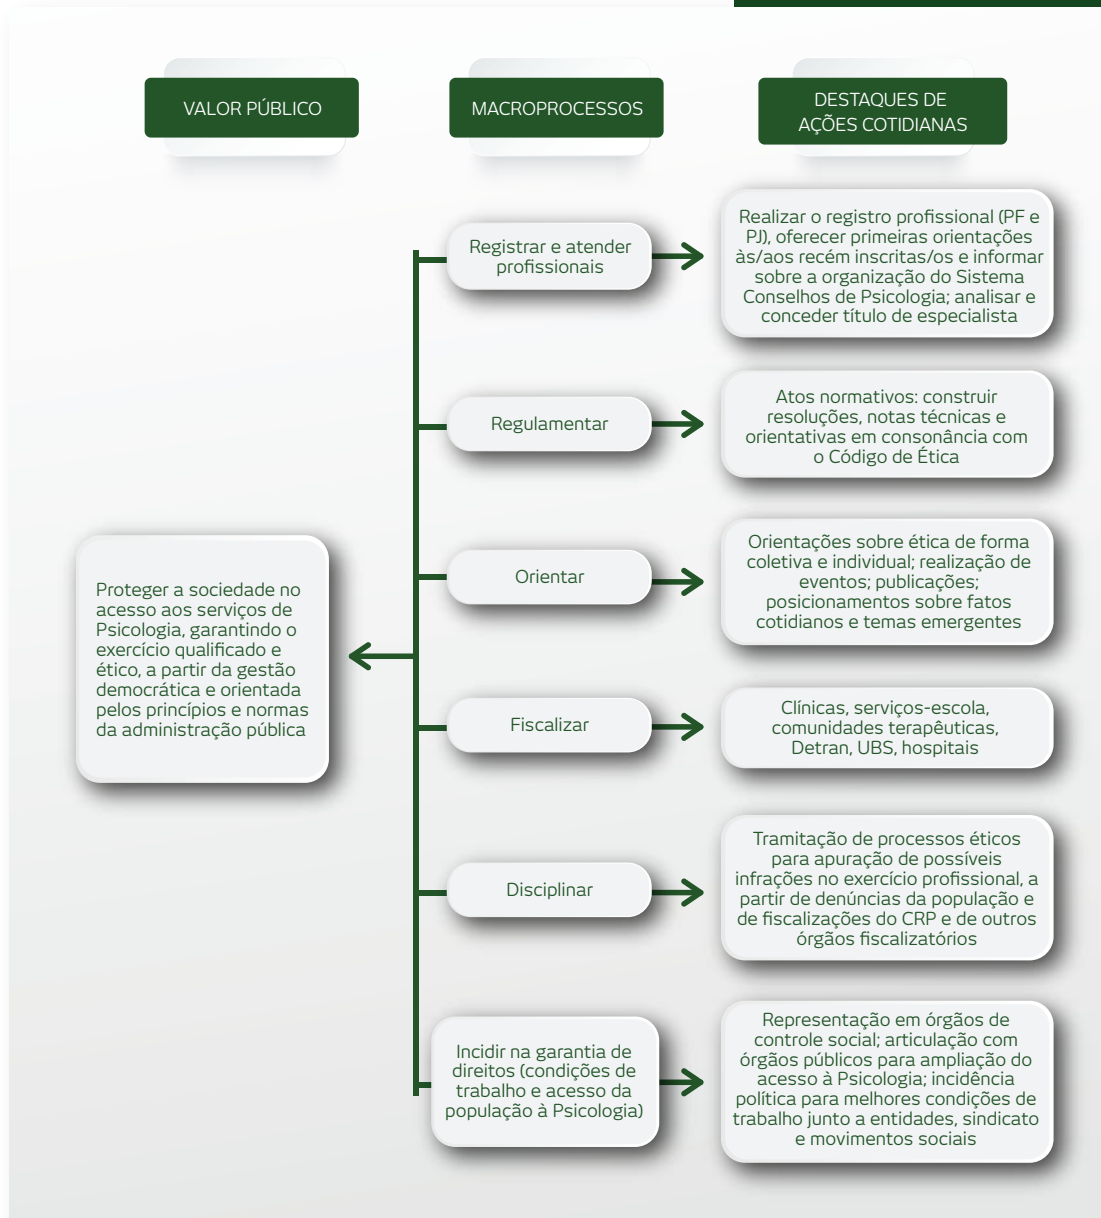 VALOR PÚBLICO
MACROPROCESSOS
DESTAQUES DE
AÇÕES COTIDIANAS
Proteger a sociedade no
acesso aos serviços de
Psicologia, garantindo o
exercício qualificado e
ético, a partir da gestão
democrática e orientada
pelos princípios e normas
da administração pública
Registrar e atender
profissionais
Realizar o registro profissional (PF e
PJ), oferecer primeiras orientações
às/aos recém inscritas/os e informar
sobre a organização do Sistema
Conselhos de Psicologia; analisar e
conceder título de especialista
Regulamentar
Atos normativos: construir
resoluções, notas técnicas e
orientativas em consonância com
o Código de Ética
Orientar
Orientações sobre ética de forma
coletiva e individual; realização de
eventos; publicações;
posicionamentos sobre fatos
cotidianos e temas emergentes
Fiscalizar
Clínicas, serviços-escola,
comunidades terapêuticas,
Detran, UBS, hospitais
Disciplinar
Tramitação de processos éticos
para apuração de possíveis
infrações no exercício profissional, a
partir de denúncias da população e
de fiscalizações do CRP e de outros
órgãos fiscalizatórios
Incidir na garantia de
direitos (condições de
trabalho e acesso da
população à Psicologia)
Representação em órgãos de
controle social; articulação com
órgãos públicos para ampliação do
acesso à Psicologia; incidência
política para melhores condições de
trabalho junto a entidades, sindicato
e movimentos sociais